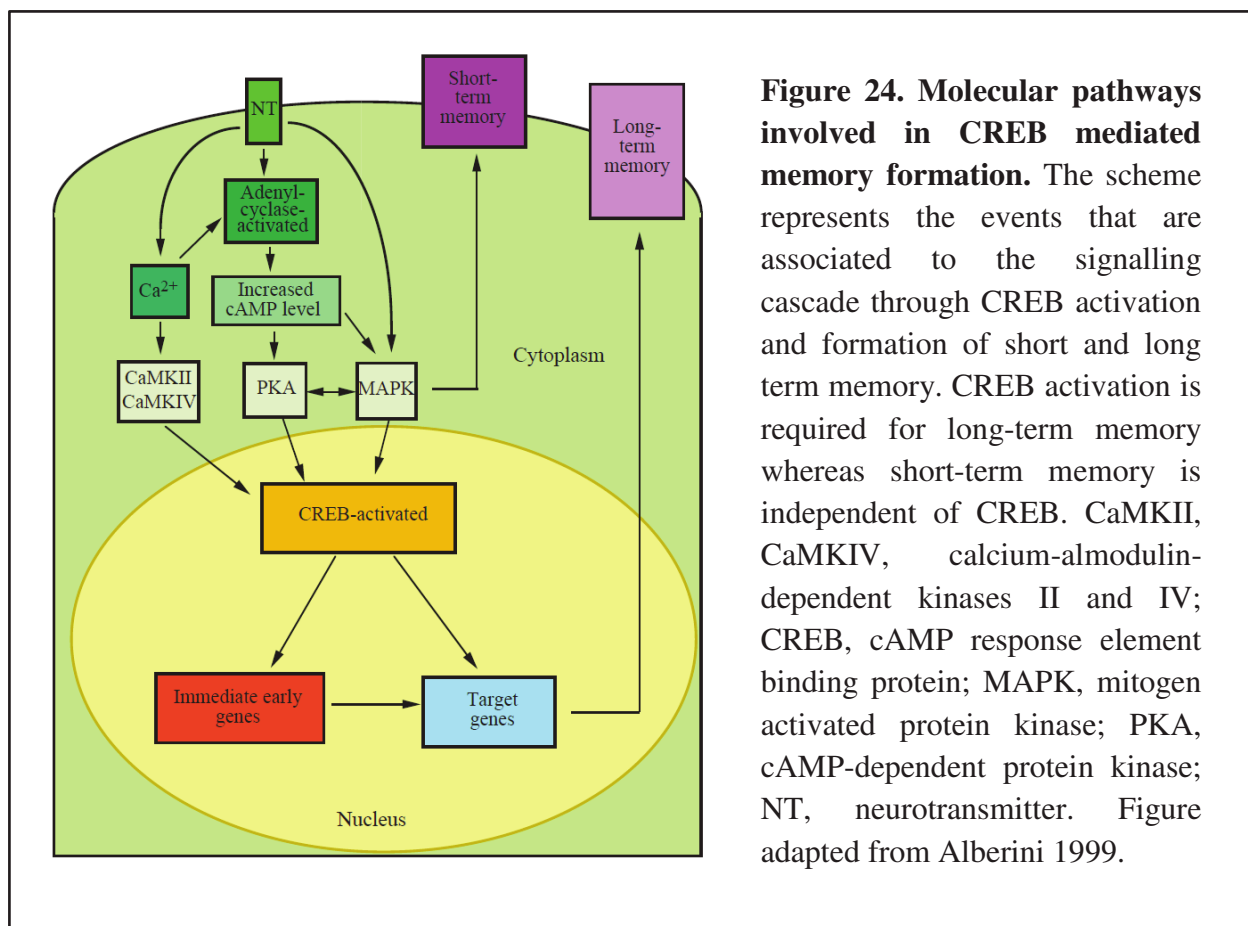 NT
Short-
term
memory
Long-
term
memory
Adenyl-
cyclase-
activated
Ca2+
Increased
cAMP level
Cytoplasm
CaMKII
CaMKIV
PKA
MAPK
CREB-activated
Immediate early
genes
Target
genes
Nucleus
Figure 24. Molecular pathways
involved in CREB mediated
memory formation. The scheme
represents the events that are
associated to the signalling
cascade through CREB activation
and formation of short and long
term memory. CREB activation is
required for long-term memory
whereas short-term memory is
independent of CREB. CaMKII,
CaMKIV, calcium-almodulin-
dependent kinases II and IV;
CREB, cAMP response element
binding protein; MAPK, mitogen
activated protein kinase; PKA,
cAMP-dependent protein kinase;
NT, neurotransmitter. Figure
adapted from Alberini 1999.